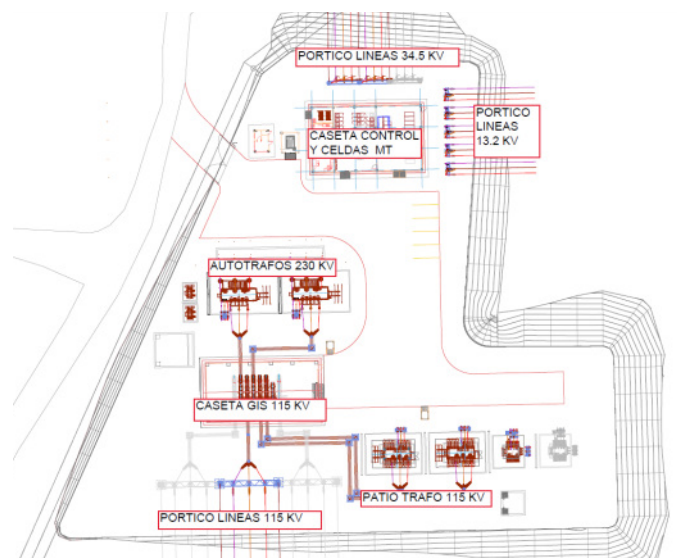 PORTICO LINEAS 34.5 KV
PORTICO
LINEAS
13.2 KV
CASETA CONTROL
Y CELDAS MT
AUTOTRAFOS 230 KV
CASETA GIS 115 KV
PATIO TRAFO 115 KV
PORTICO LINEAS 115 KV